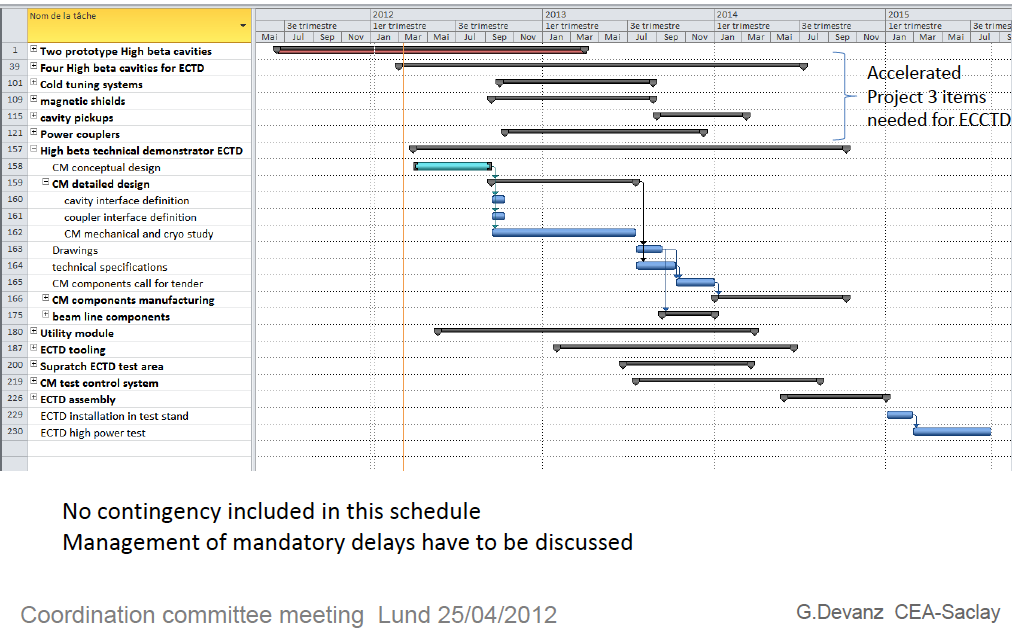 Nom de la tâche
2012 2013 2014 2015
3e trimestre 1er trimestre 3e trimestre 1er trimestre 3e trimestre 1er trimestre 3e trimestre 1er trimestre 3e trimes
Mai Jul Sep Nov Jan Mar Mai Jul Sep Nov Jan Mar Mai Jul Sep Nov Jan Mar Mai Jul Sep Nov Jan Mar Mai Jul S
1 Two prototype High beta cavities
39 Four High beta cavities for ECTD
101 Cold tuning systems
109 magnetic shields
115 cavity pickups
121 Power couplers
157 High beta technical demonstrator ECTD
158 CM conceptual design
159 CM detailed design
160 cavity interface definition
161 coupler interface definition
162 CM mechanical and cryo study
163 Drawings
164 technical specifications
165 CM components call for tender
166 CM components manufacturing
175 beam line components
180 Utility module
187 ECTD tooling
200 Supratch ECTD test area
219 CM test control system
226 ECTD assembly
229 ECTD installation in test stand
230 ECTD high power test
Accelerated
Project 3 items
needed for ECCTD
No contingency included in this schedule
Management of mandatory delays have to be discussed
Coordination committee meeting Lund 25/04/2012
G.Devanz CEA-Saclay